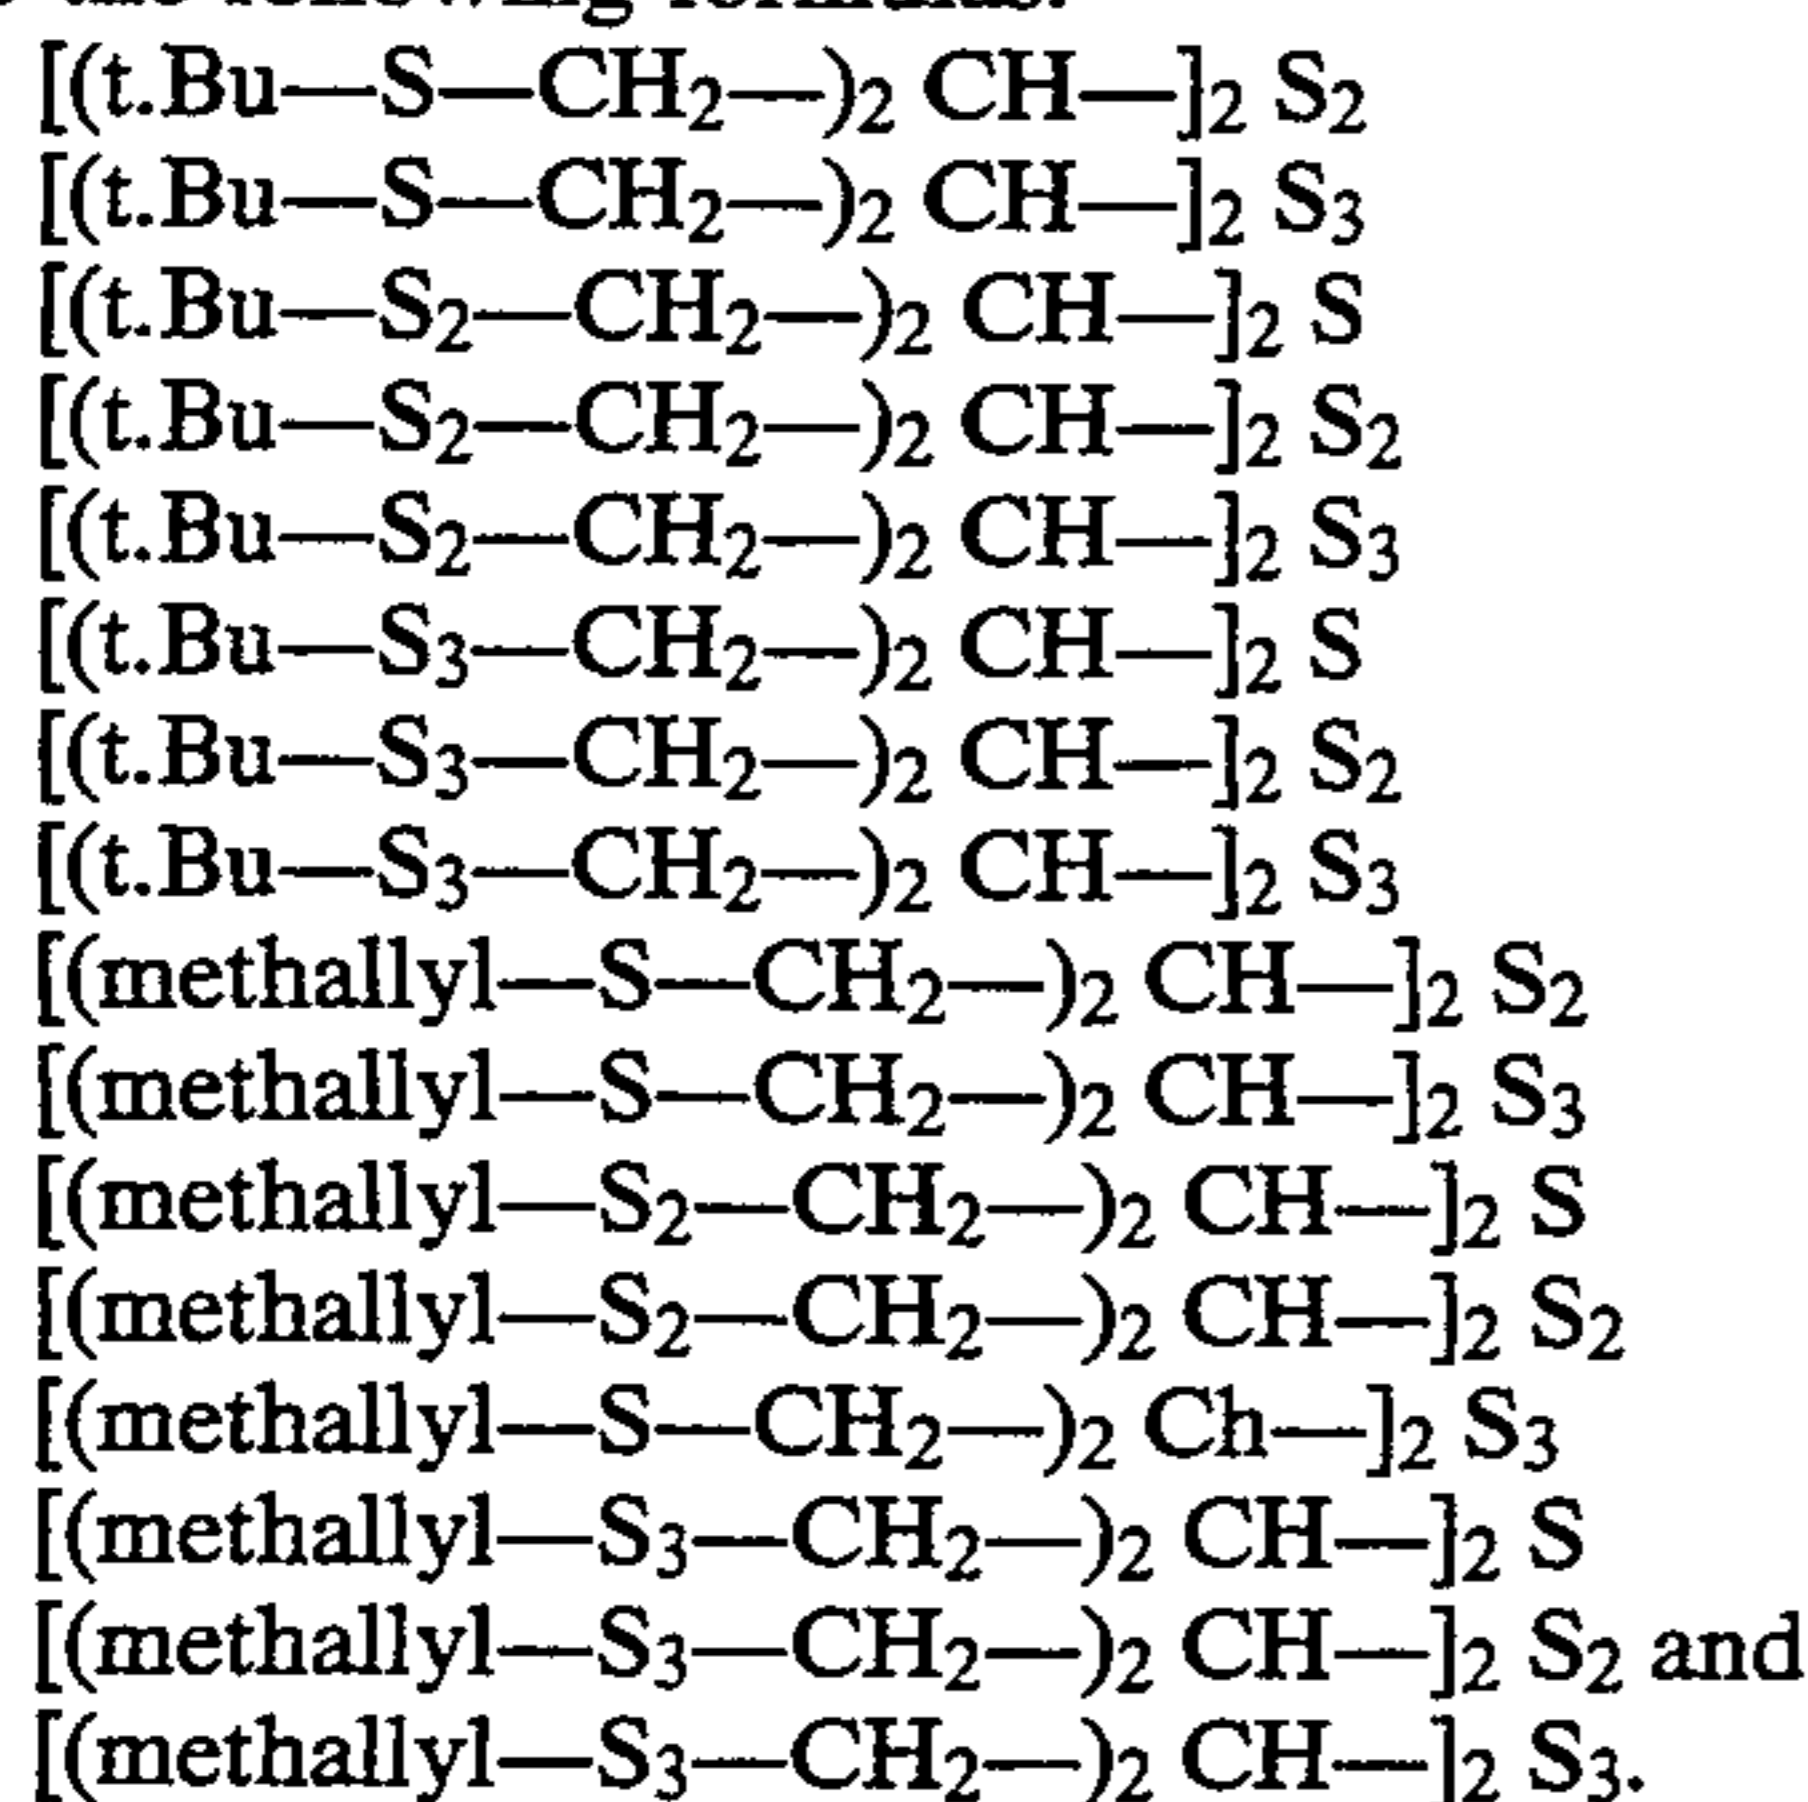 the following formulas:
[(t.Bu—S—CH₂—)₂ CH—]₂ S₂
[(t.Bu—S—CH₂—)₂ CH—]₂ S₃
[(t.Bu—S₂—CH₂—)₂ CH—]₂ S
[(t.Bu—S₂—CH₂—)₂ CH—]₂ S₂
[(t.Bu—S₂—CH₂—)₂ CH—]₂ S₃
[(t.Bu—S₃—CH₂—)₂ CH—]₂ S
[(t.Bu—S₃—CH₂—)₂ CH—]₂ S₂
[(t.Bu—S₃—CH₂—)₂ CH—]₂ S₃
[(methallyl—S—CH₂—)₂ CH—]₂ S₂
[(methallyl—S—CH₂—)₂ CH—]₂ S₃
[(methallyl—S₂—CH₂—)₂ CH—]₂ S
[(methallyl—S₂—CH₂—)₂ CH—]₂ S₂
[(methallyl—S—CH₂—)₂ Ch—]₂ S₃
[(methallyl—S₃—CH₂—)₂ CH—]₂ S
[(methallyl—S₃—CH₂—)₂ CH—]₂ S₂ and
[(methallyl—S₃—CH₂—)₂ CH—]₂ S₃.